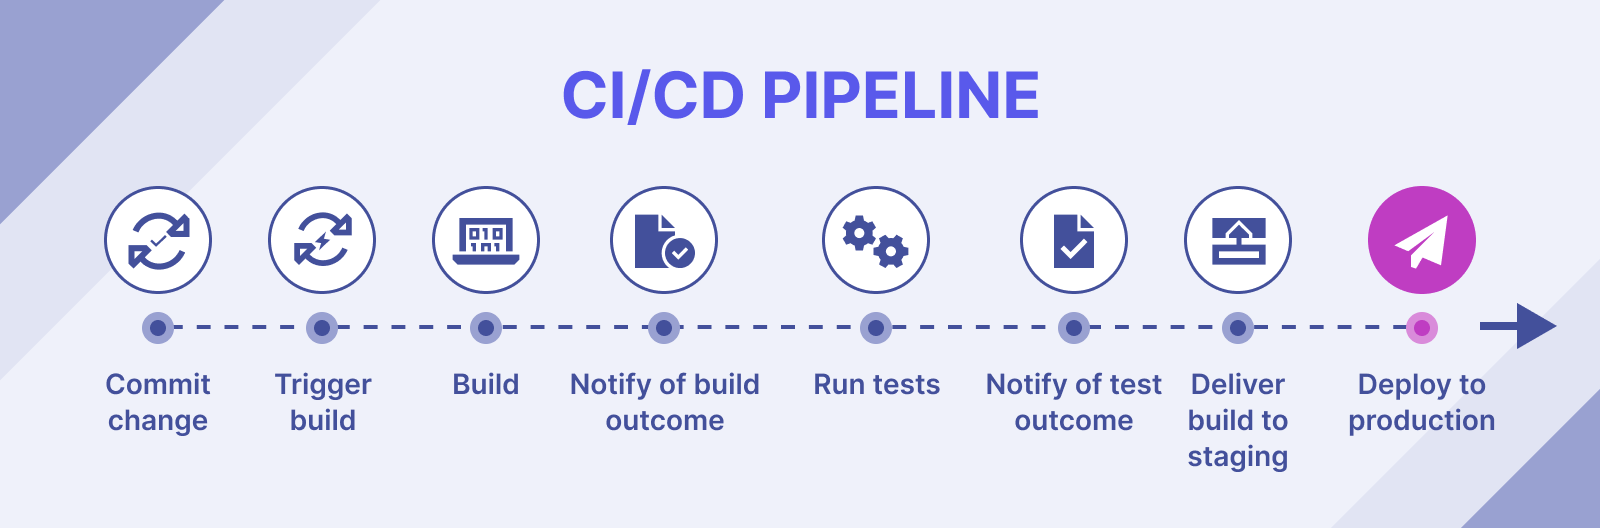 CI/CD PIPELINE
010
101
Commit
change
Trigger
build
Build
Notify of build
outcome
Run tests
Notify of test
outcome
Deliver
build to
staging
Deploy to
production